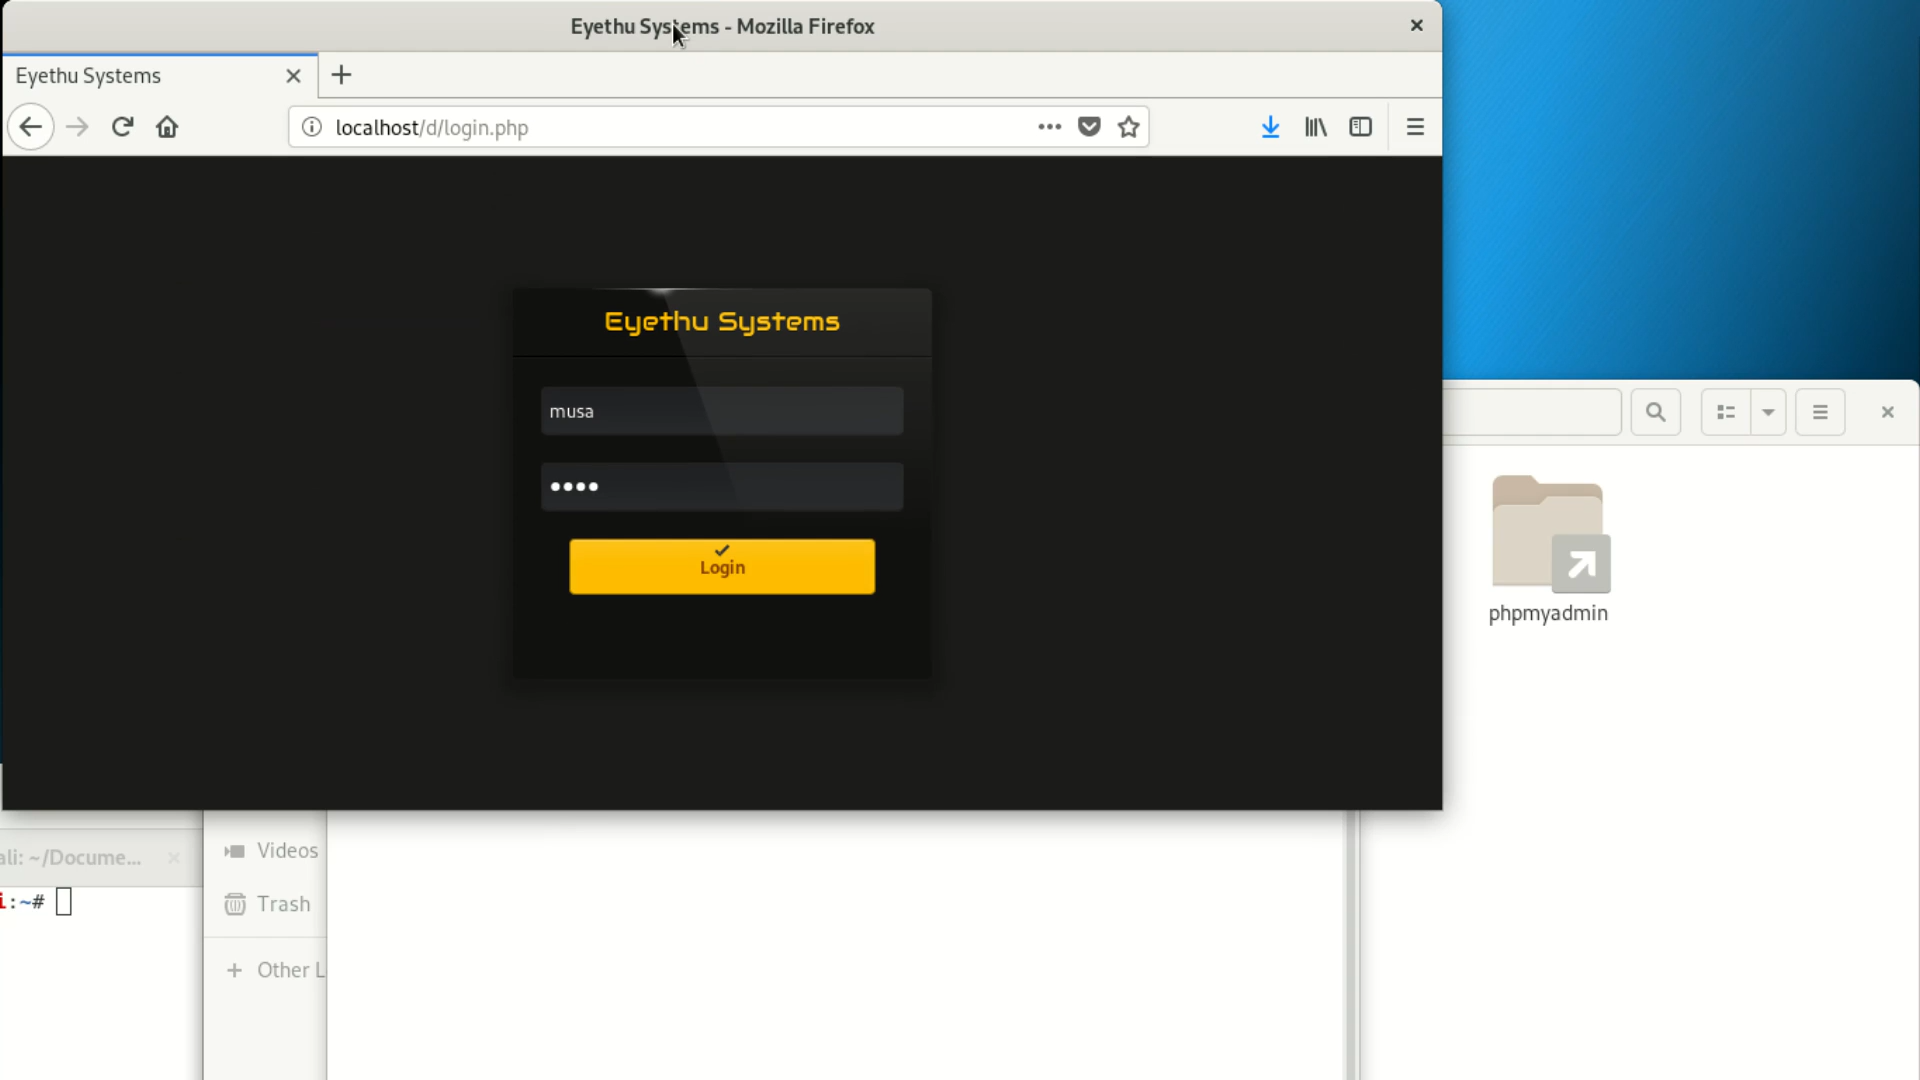 Eyethu Systems - Mozilla Firefox
Eyethu Systems
localhost/d/login.php
Eyethu Systems
musa
Login
phpmyadmin
ali: ~/Docume...
i:~#
Videos
Trash
Other L